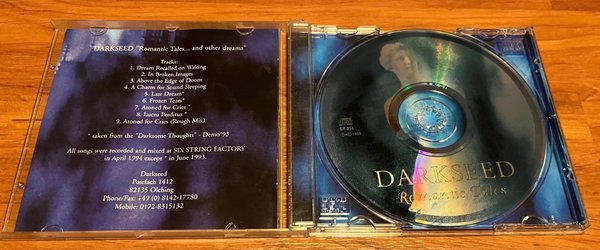 "DARKSEED "Romantic Tales... and other dreams"
Tracks:
1. Dream Recalled on Waking
2. In Broken Images
3. Above the Edge of Doom
4. A Charm for Sound Sleeping
5. Last Dream*
6. Frozen Tears*
7. Atoned for Cries*
8. Luctu Perditus*
9. Atoned for Cries (Rough Mix)
* taken from the "Darksome Thoughts" - Demo '93
All songs were recorded and mixed at SIX STRING FACTORY
in April 1994 except * in June 1993.
Darkseed
Postfach 1412
82135 Olching
Phone/Fax: +49 (0) 8142-17780
Mobile: 0172-8315132
SR 014
DARKSEED
Romantic Tales